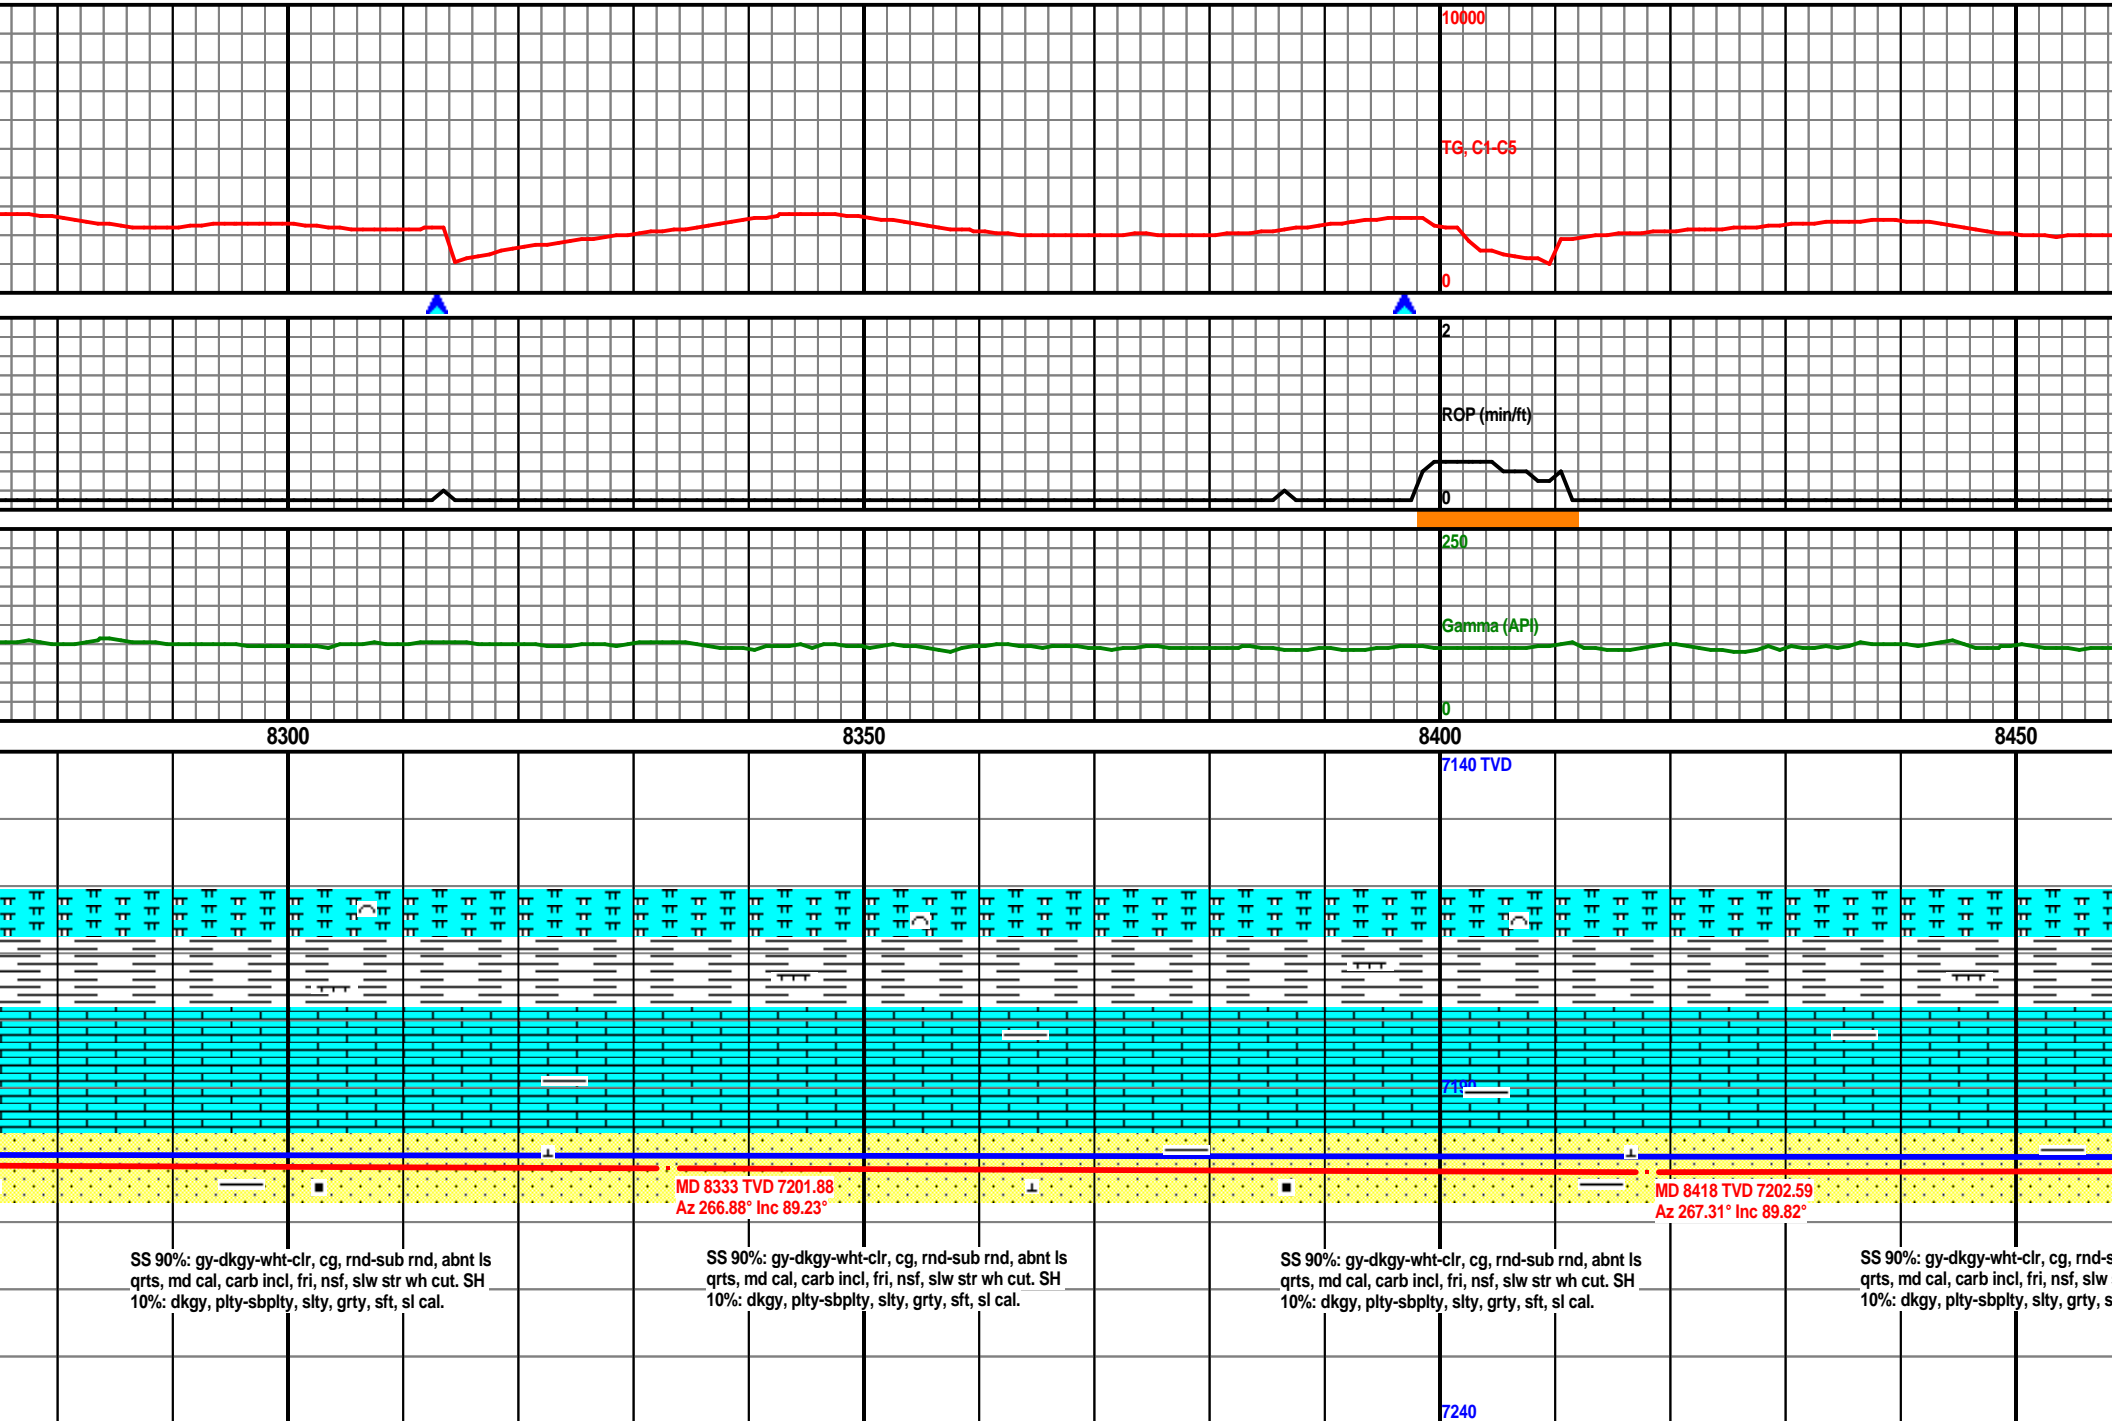 10000
TG, C1-C5
0
2
ROP (min/ft)
0
250
Gamma (API)
0
8300
8350
8400
8450
7140 TVD
7190
MD 8333 TVD 7201.88
Az 266.88° Inc 89.23°
MD 8418 TVD 7202.59
Az 267.31° Inc 89.82°
SS 90%: gy-dkgy-wht-clr, cg, rnd-sub rnd, abnt ls
qrts, md cal, carb incl, fri, nsf, slw str wh cut. SH
10%: dkgy, plty-sbplty, slty, grty, sft, sl cal.
SS 90%: gy-dkgy-wht-clr, cg, rnd-sub rnd, abnt ls
qrts, md cal, carb incl, fri, nsf, slw str wh cut. SH
10%: dkgy, plty-sbplty, slty, grty, sft, sl cal.
SS 90%: gy-dkgy-wht-clr, cg, rnd-sub rnd, abnt ls
qrts, md cal, carb incl, fri, nsf, slw str wh cut. SH
10%: dkgy, plty-sbplty, slty, grty, sft, sl cal.
SS 90%: gy-dkgy-wht-clr, cg, rnd-s
qrts, md cal, carb incl, fri, nsf, slw
10%: dkgy, plty-sbplty, slty, grty, s
7240